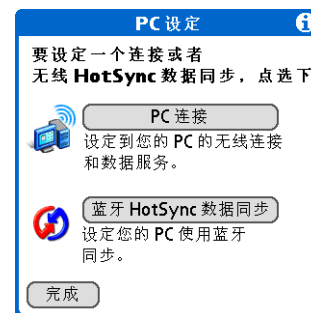 PC 设定
要设定一个连接或者
无线 HotSync 数据同步，点选下
PC 连接
设定到您的 PC 的无线连接
和数据服务。
蓝牙 HotSync 数据同步
设定您的 PC 使用蓝牙
同步。
完成